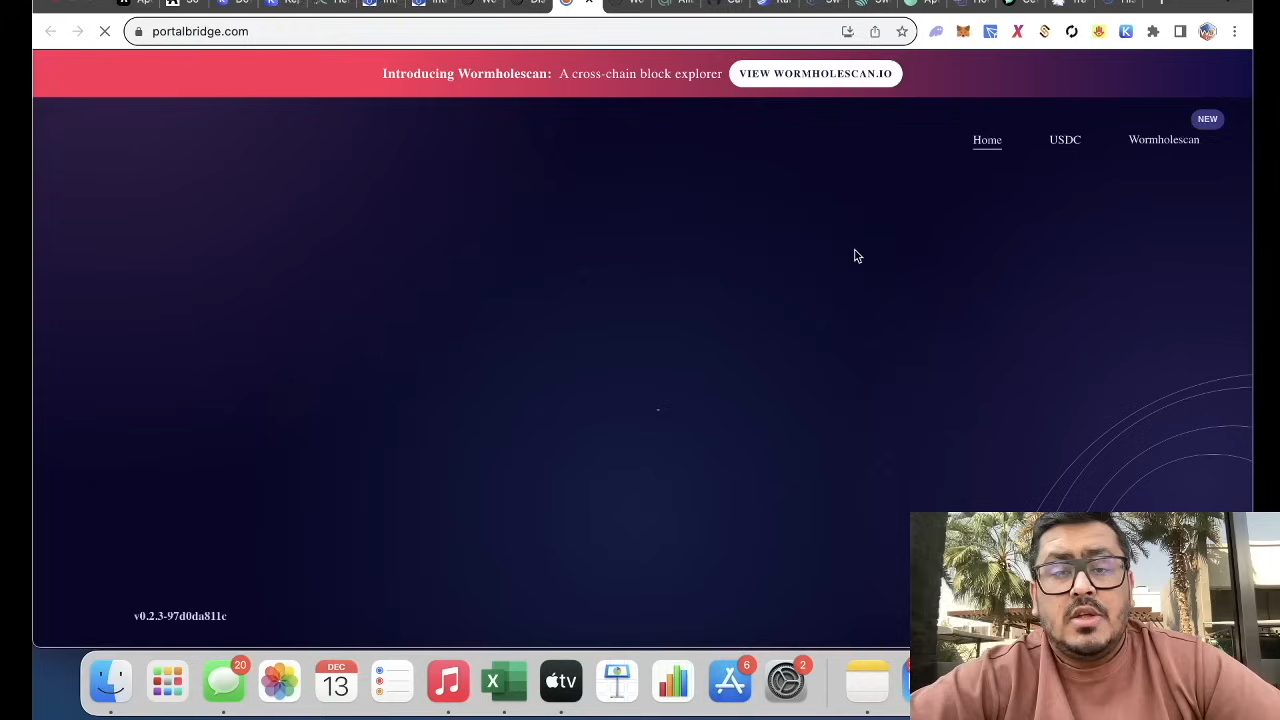 portalbridge.com
Introducing Wormholescan: A cross-chain block explorer VIEW WORMHOLESCAN.IO
NEW
Home USDC Wormholescan
v0.2.3-97d0da811c
20
DEC
13
6
2
tv